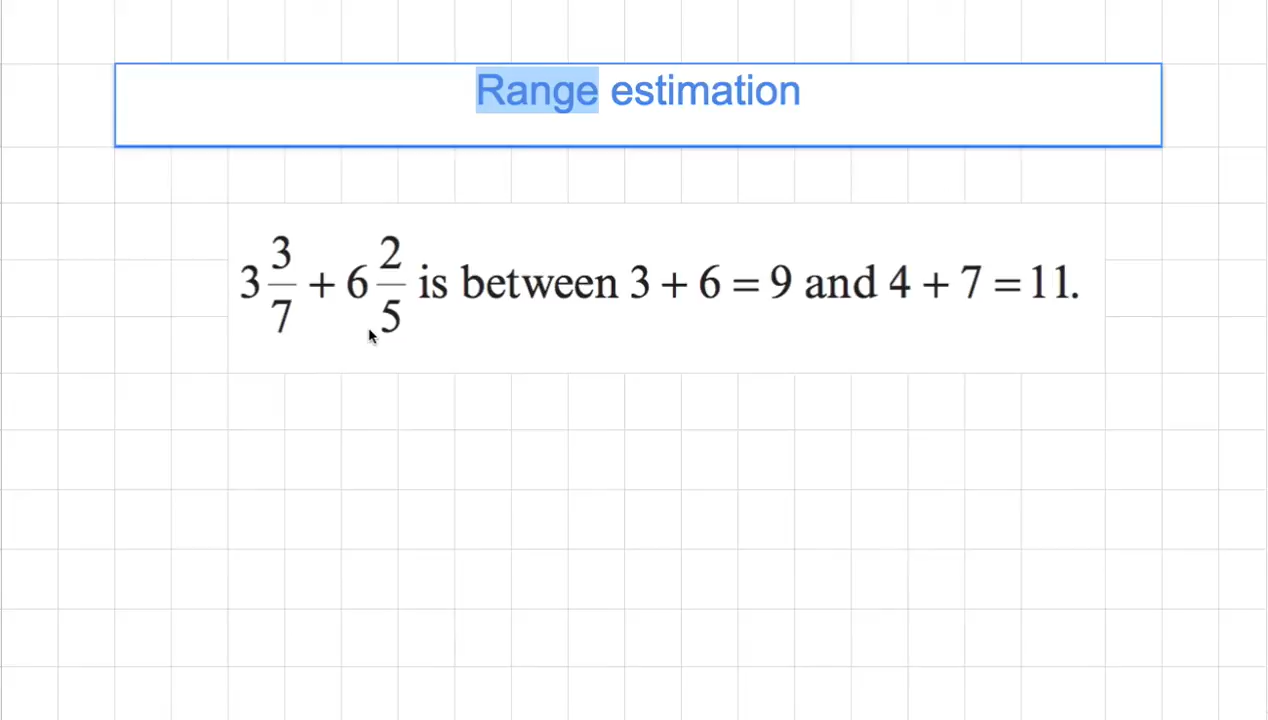 Range estimation
3 3/7 + 6 2/5 is between 3 + 6 = 9 and 4 + 7 = 11.